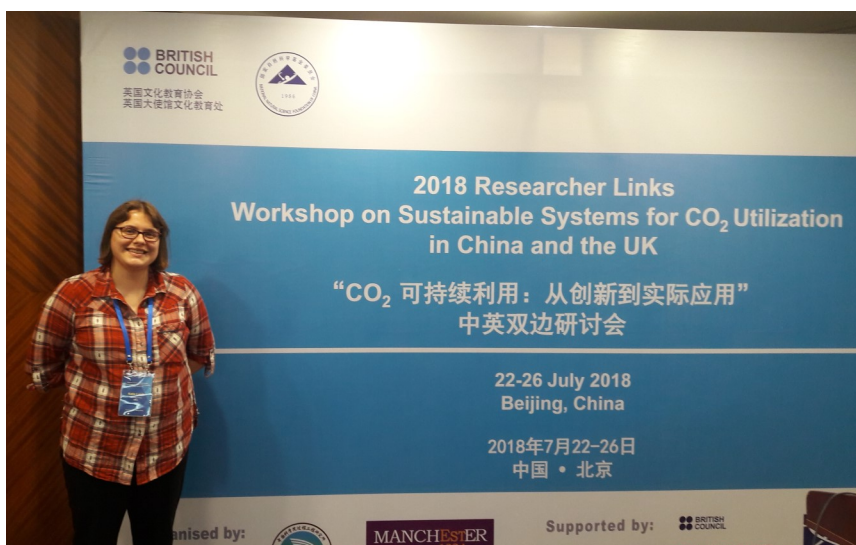 BRITISH
COUNCIL
英国文化教育协会
英国大使馆文化教育处
1986
2018 Researcher Links
Workshop on Sustainable Systems for CO₂ Utilization
in China and the UK
“CO₂ 可持续利用：从创新到实际应用”
中英双边研讨会
22-26 July 2018
Beijing, China
2018年7月22-26日
中国 • 北京
anised by:
MANCHEsTER
Supported by:
BRITISH
COUNCIL